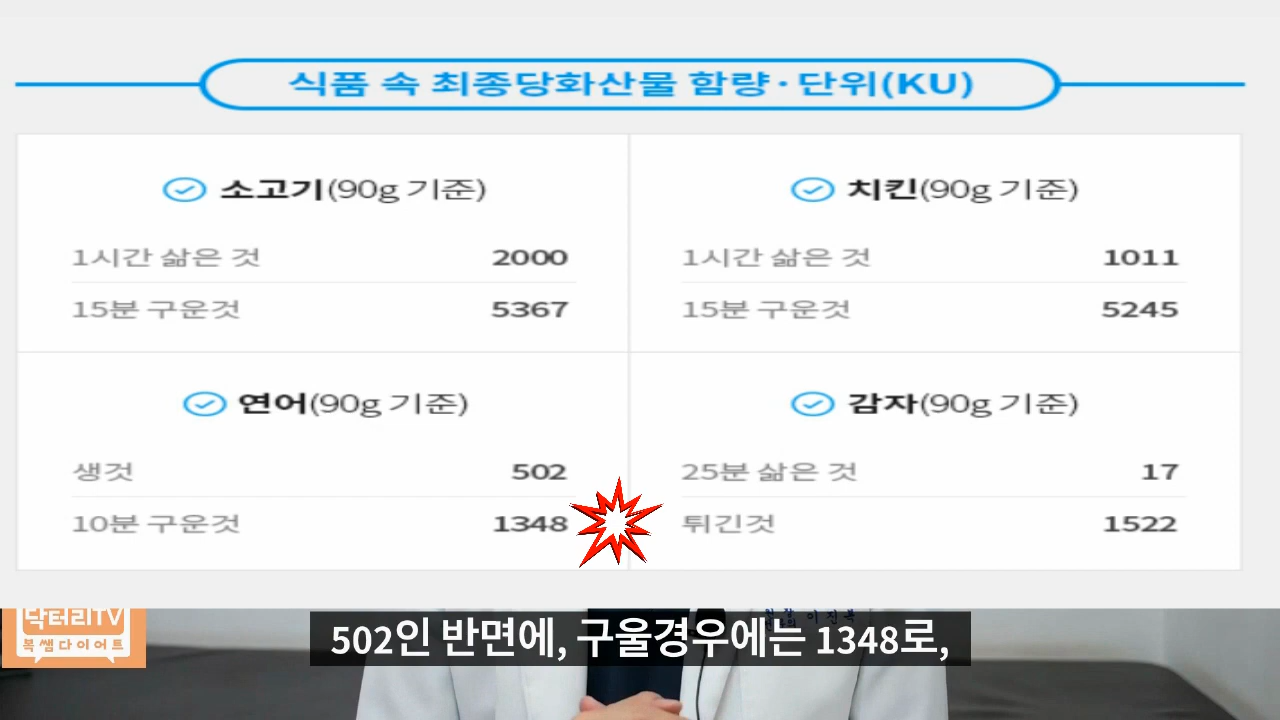 식품 속 최종당화산물 함량·단위(KU)
소고기(90g 기준)
1시간 삶은 것 2000
15분 구운것 5367
치킨(90g 기준)
1시간 삶은 것 1011
15분 구운것 5245
연어(90g 기준)
생것 502
10분 구운것 1348
감자(90g 기준)
25분 삶은 것 17
튀긴것 1522
닥터리TV
복쌤다이어트
이진복
502인 반면에, 구울경우에는 1348로,